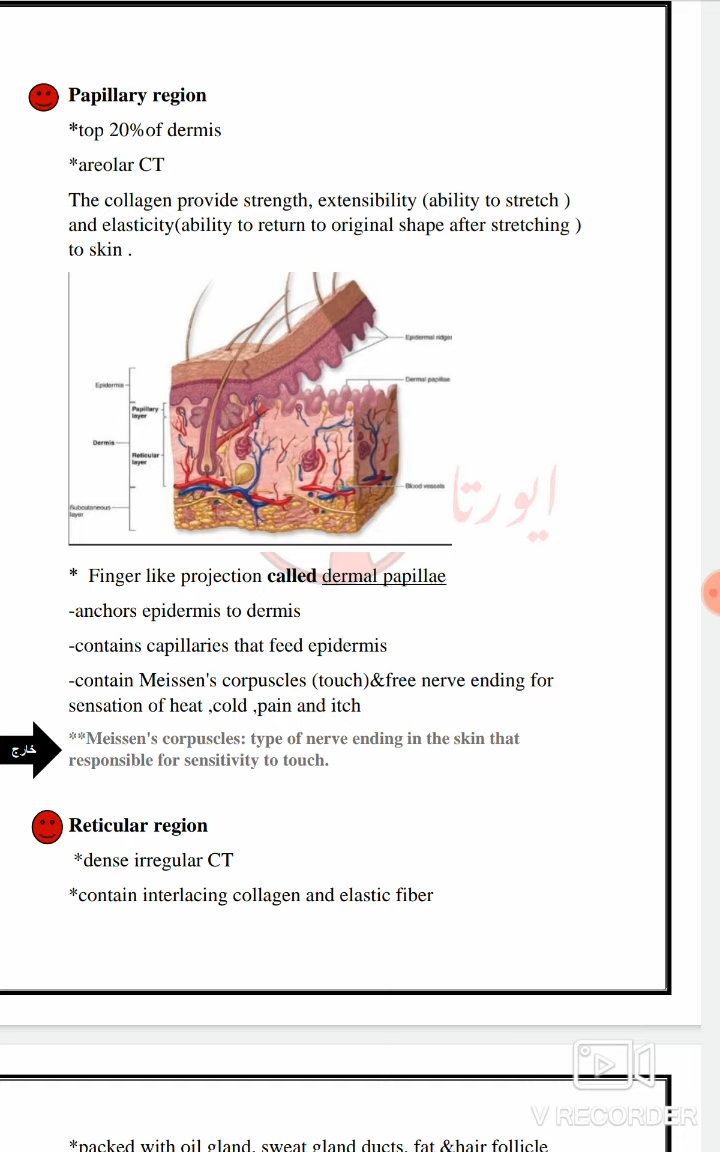 Papillary region
*top 20%of dermis
*areolar CT
The collagen provide strength, extensibility (ability to stretch )
and elasticity(ability to return to original shape after stretching )
to skin .
Epidermal ridges
Dermal papillae
Epidermis
Papillary
layer
Dermis
Reticular
layer
Blood vessels
Subcutaneous
layer
ايورتا
* Finger like projection called dermal papillae
-anchors epidermis to dermis
-contains capillaries that feed epidermis
-contain Meissen's corpuscles (touch)&free nerve ending for
sensation of heat ,cold ,pain and itch
خارج
**Meissen's corpuscles: type of nerve ending in the skin that
responsible for sensitivity to touch.
Reticular region
*dense irregular CT
*contain interlacing collagen and elastic fiber
V RECORDER
*packed with oil gland, sweat gland ducts, fat &hair follicle